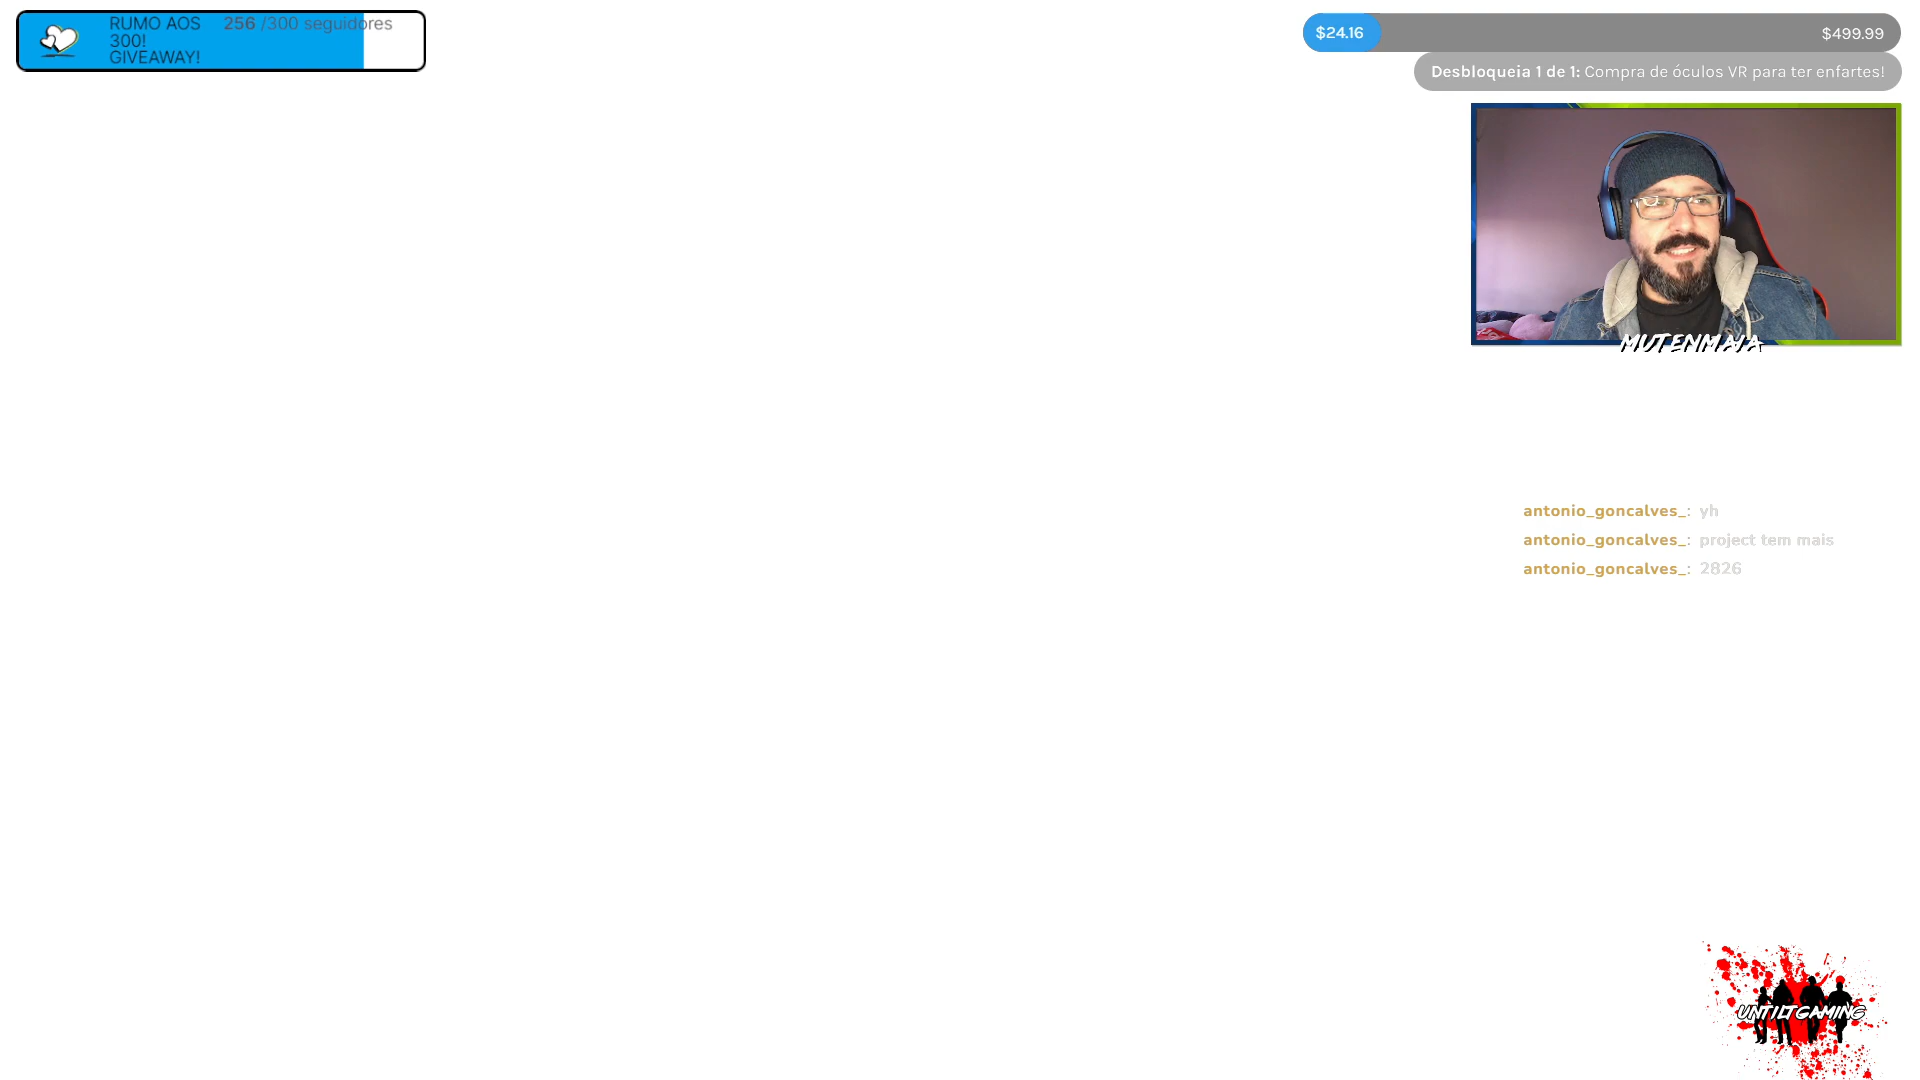 RUMO AOS 300! GIVEAWAY!
256 /300 seguidores
$24.16
$499.99
Desbloqueia 1 de 1: Compra de óculos VR para ter enfartes!
MUTENMAIA
antonio_goncalves_: yh
antonio_goncalves_: project tem mais
antonio_goncalves_: 2826
UNTILTGAMING